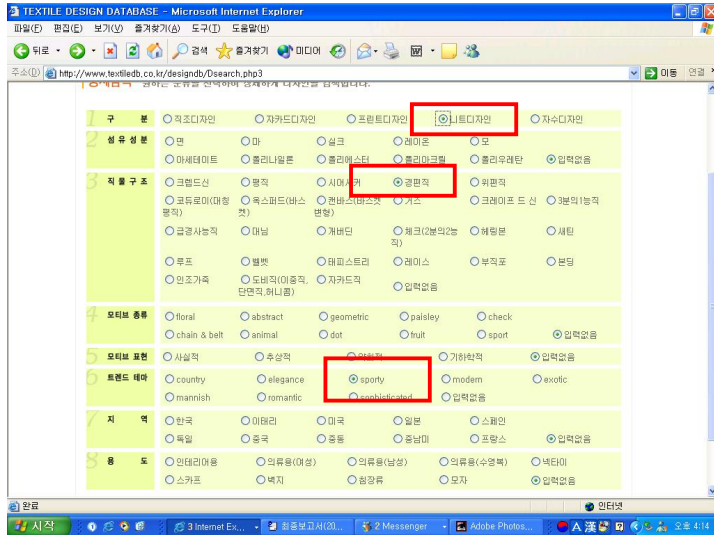 TEXTILE DESIGN DATABASE - Microsoft Internet Explorer
파일(F) 편집(E) 보기(V) 즐겨찾기(A) 도구(T) 도움말(H)
뒤로 검색 즐겨찾기 미디어
주소(D) http://www.textiledb.co.kr/designdb/Dsearch.php3 이동 연결
1 구 분 직조디자인 자카드디자인 프린트디자인 니트디자인 자수디자인
2 섬 유 성 분 면 마 실크 레이온 모
아세테이트 폴리나일론 폴리에스터 폴리아크릴 폴리우레탄 입력없음
3 직 물 구 조 크랩드신 평직 시어서커 경편직 위편직
코듀로이(대칭평직) 옥스퍼드(바스켓) 캔바스(바스켓변형) 거즈 크레이프 드 신 3분의1능직
급경사능직 데님 개버딘 체크(2분의2능직) 헤링본 새틴
루프 벨벳 태피스트리 레이스 부직포 본딩
인조가죽 도비직(이중직,단면직,허니콤) 자카드직 입력없음
4 모티브 종류 floral abstract geometric paisley check
chain & belt animal dot fruit sport 입력없음
5 모티브 표현 사실적 추상적 기하학적 입력없음
6 트렌드 테마 country elegance sporty modern exotic
mannish romantic sophisticated 입력없음
7 지 역 한국 이태리 미국 일본 스페인
독일 중국 중동 중남미 프랑스 입력없음
8 용 도 인테리어용 의류용(여성) 의류용(남성) 의류용(수영복) 넥타이
스카프 벽지 침장류 모자 입력없음
완료 인터넷
시작 3 Internet Ex... 최종보고서(20... 2 Messenger Adobe Photos... A 漢 오후 4:14